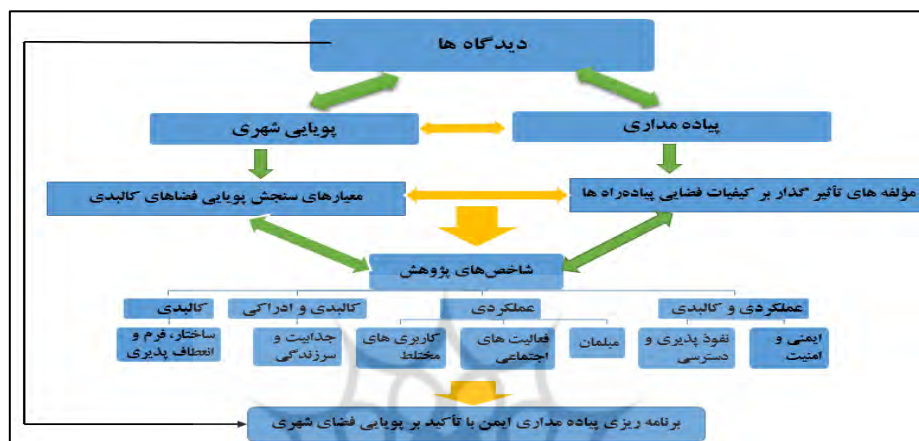 دیدگاه ها
پیاده مداری
پویایی شهری
مؤلفه های تأثیر گذار بر کیفیات فضایی پیاده‌راه ها
معیارهای سنجش پویایی فضاهای کالبدی
شاخص‌های پژوهش
عملکردی و کالبدی
عملکردی
کالبدی و ادراکی
کالبدی
ایمنی و
امنیت
نفوذ پذیری و
دسترسی
مبلمان
فعالیت های
اجتماعی
کاربری های
مختلط
جذابیت و
سرزندگی
ساختار، فرم و
انعطاف پذیری
برنامه ریزی پیاده مداری ایمن با تأکید بر پویایی فضای شهری